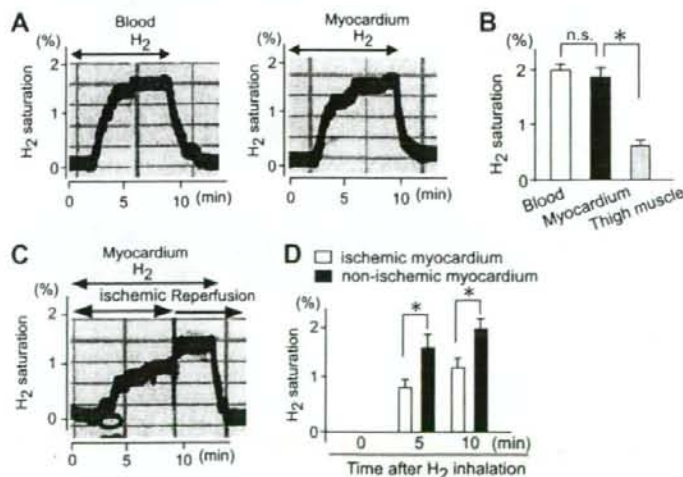 A
Blood
H2
(%)
H2 saturation
2
1
0
0 5 10 (min)
Myocardium
H2
(%)
H2 saturation
2
1
0
0 5 10 (min)
B
(%)
n.s. *
H2 saturation
2
1
0
Blood
Myocardium
Thigh muscle
C
Myocardium
H2
ischemic Reperfusion
(%)
H2 saturation
2
1
0
0 5 10 (min)
D
ischemic myocardium
non-ischemic myocardium
(%)
* *
H2 saturation
2
1
0
0 5 10 (min)
Time after H2 inhalation